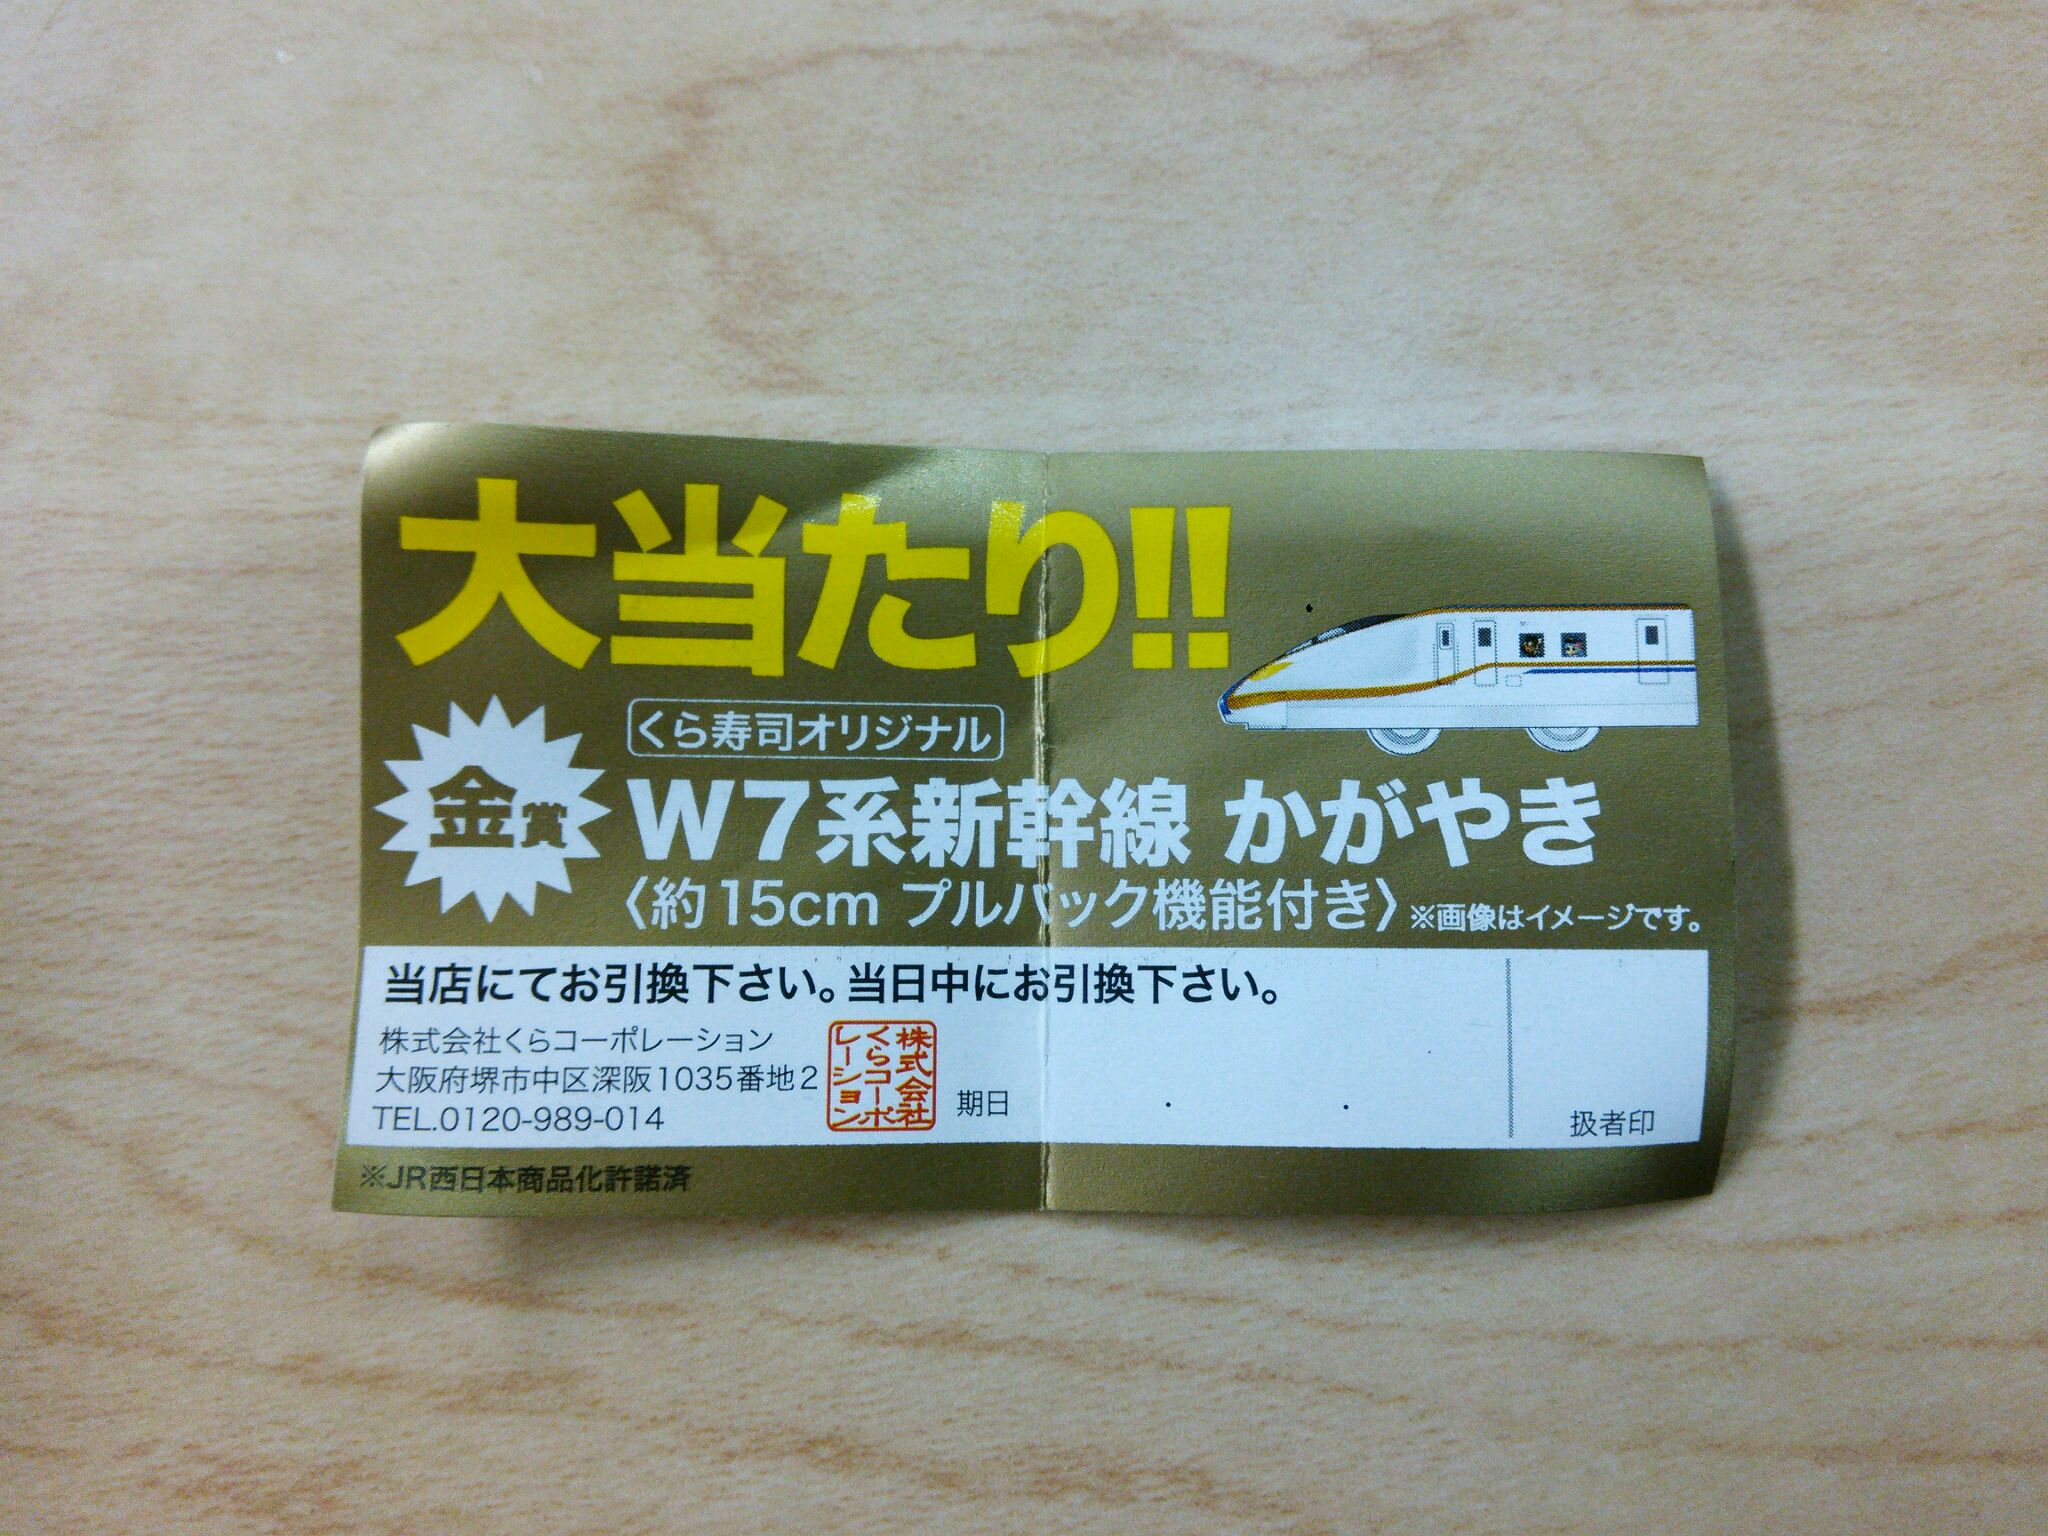 大当たり!!
くら寿司オリジナル
金賞
W7系新幹線 かがやき
〈約15cm プルバック機能付き〉
※画像はイメージです。
当店にてお引換下さい。当日中にお引換下さい。
株式会社くらコーポレーション
大阪府堺市中区深阪1035番地2
TEL.0120-989-014
株式会社
くらコーポ
レーション
期日 ・ ・
扱者印
※JR西日本商品化許諾済